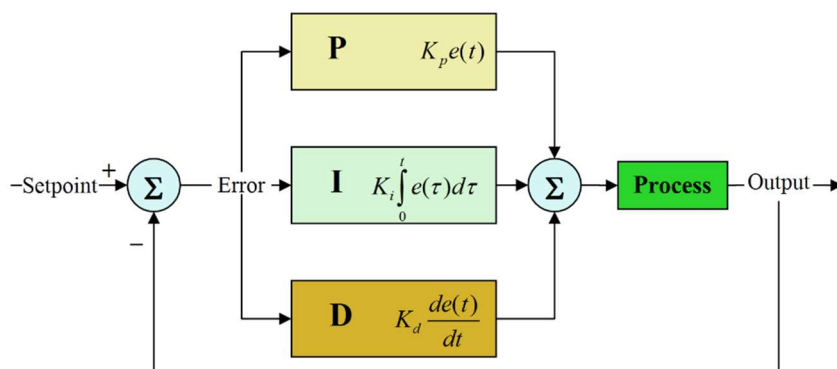 P K_p e(t)
–Setpoint + Σ Error I K_i ∫_0^t e(τ)dτ Σ Process Output
–
D K_d de(t)/dt